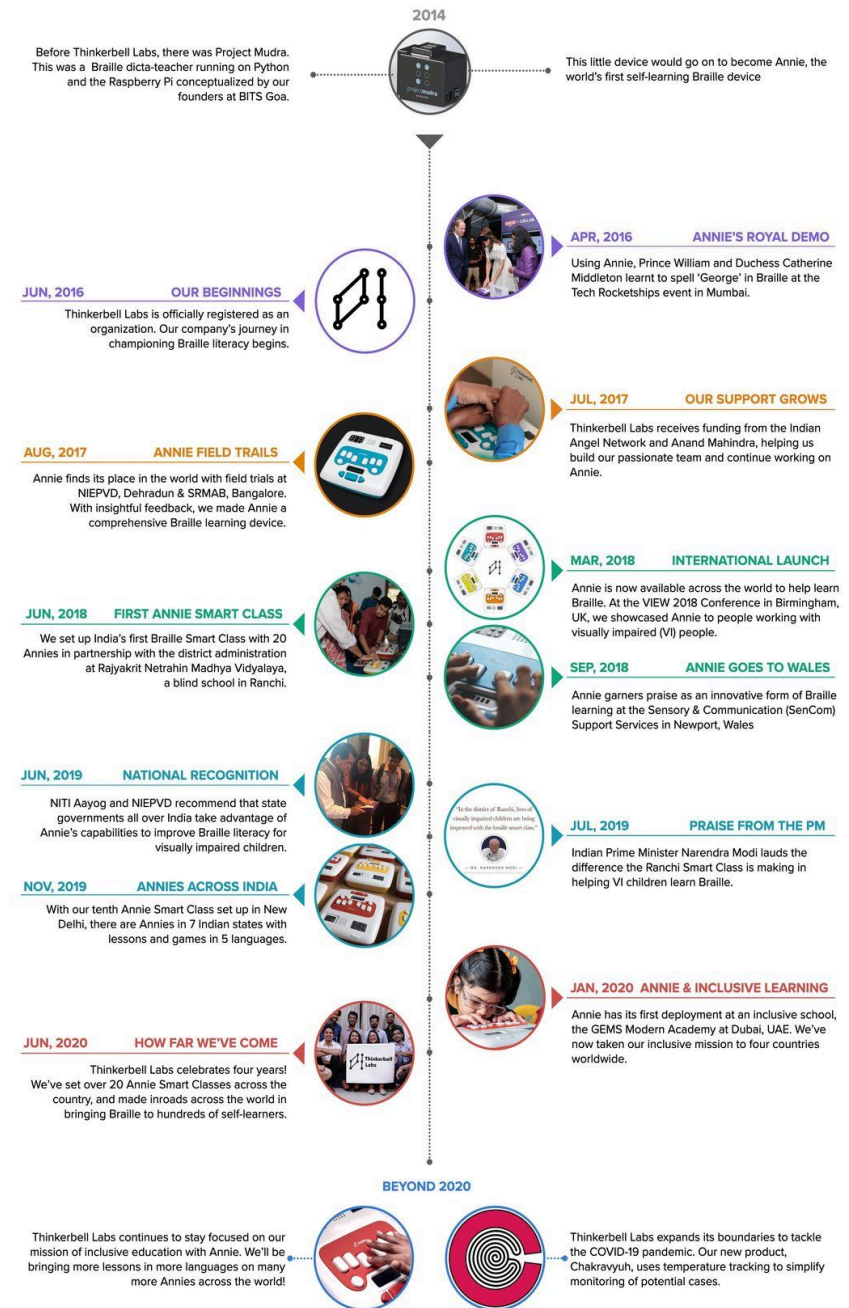 2014
Before Thinkerbell Labs, there was Project Mudra.
This was a Braille dicta-teacher running on Python
and the Raspberry Pi conceptualized by our
founders at BITS Goa.
This little device would go on to become Annie, the
world's first self-learning Braille device
APR, 2016 ANNIE'S ROYAL DEMO
Using Annie, Prince William and Duchess Catherine
Middleton learnt to spell 'George' in Braille at the
Tech Rocketships event in Mumbai.
JUN, 2016 OUR BEGINNINGS
Thinkerbell Labs is officially registered as an
organization. Our company's journey in
championing Braille literacy begins.
JUL, 2017 OUR SUPPORT GROWS
Thinkerbell Labs receives funding from the Indian
Angel Network and Anand Mahindra, helping us
build our passionate team and continue working on
Annie.
AUG, 2017 ANNIE FIELD TRAILS
Annie finds its place in the world with field trials at
NIEPVD, Dehradun & SRMAB, Bangalore.
With insightful feedback, we made Annie a
comprehensive Braille learning device.
MAR, 2018 INTERNATIONAL LAUNCH
Annie is now available across the world to help learn
Braille. At the VIEW 2018 Conference in Birmingham,
UK, we showcased Annie to people working with
visually impaired (VI) people.
JUN, 2018 FIRST ANNIE SMART CLASS
We set up India's first Braille Smart Class with 20
Annies in partnership with the district administration
at Rajyakrit Netrahin Madhya Vidyalaya,
a blind school in Ranchi.
SEP, 2018 ANNIE GOES TO WALES
Annie garners praise as an innovative form of Braille
learning at the Sensory & Communication (SenCom)
Support Services in Newport, Wales
JUN, 2019 NATIONAL RECOGNITION
NITI Aayog and NIEPVD recommend that state
governments all over India take advantage of
Annie's capabilities to improve Braille literacy for
visually impaired children.
"In the district of Ranchi, lives of
visually impaired children are being
improved with the braille smart class."
MR. NARENDRA MODI
JUL, 2019 PRAISE FROM THE PM
Indian Prime Minister Narendra Modi lauds the
difference the Ranchi Smart Class is making in
helping VI children learn Braille.
NOV, 2019 ANNIES ACROSS INDIA
With our tenth Annie Smart Class set up in New
Delhi, there are Annies in 7 Indian states with
lessons and games in 5 languages.
JAN, 2020 ANNIE & INCLUSIVE LEARNING
Annie has its first deployment at an inclusive school,
the GEMS Modern Academy at Dubai, UAE. We've
now taken our inclusive mission to four countries
worldwide.
JUN, 2020 HOW FAR WE'VE COME
Thinkerbell Labs celebrates four years!
We've set over 20 Annie Smart Classes across the
country, and made inroads across the world in
bringing Braille to hundreds of self-learners.
Thinkerbell
Labs
BEYOND 2020
Thinkerbell Labs continues to stay focused on our
mission of inclusive education with Annie. We'll be
bringing more lessons in more languages on many
more Annies across the world!
Thinkerbell Labs expands its boundaries to tackle
the COVID-19 pandemic. Our new product,
Chakravyuh, uses temperature tracking to simplify
monitoring of potential cases.